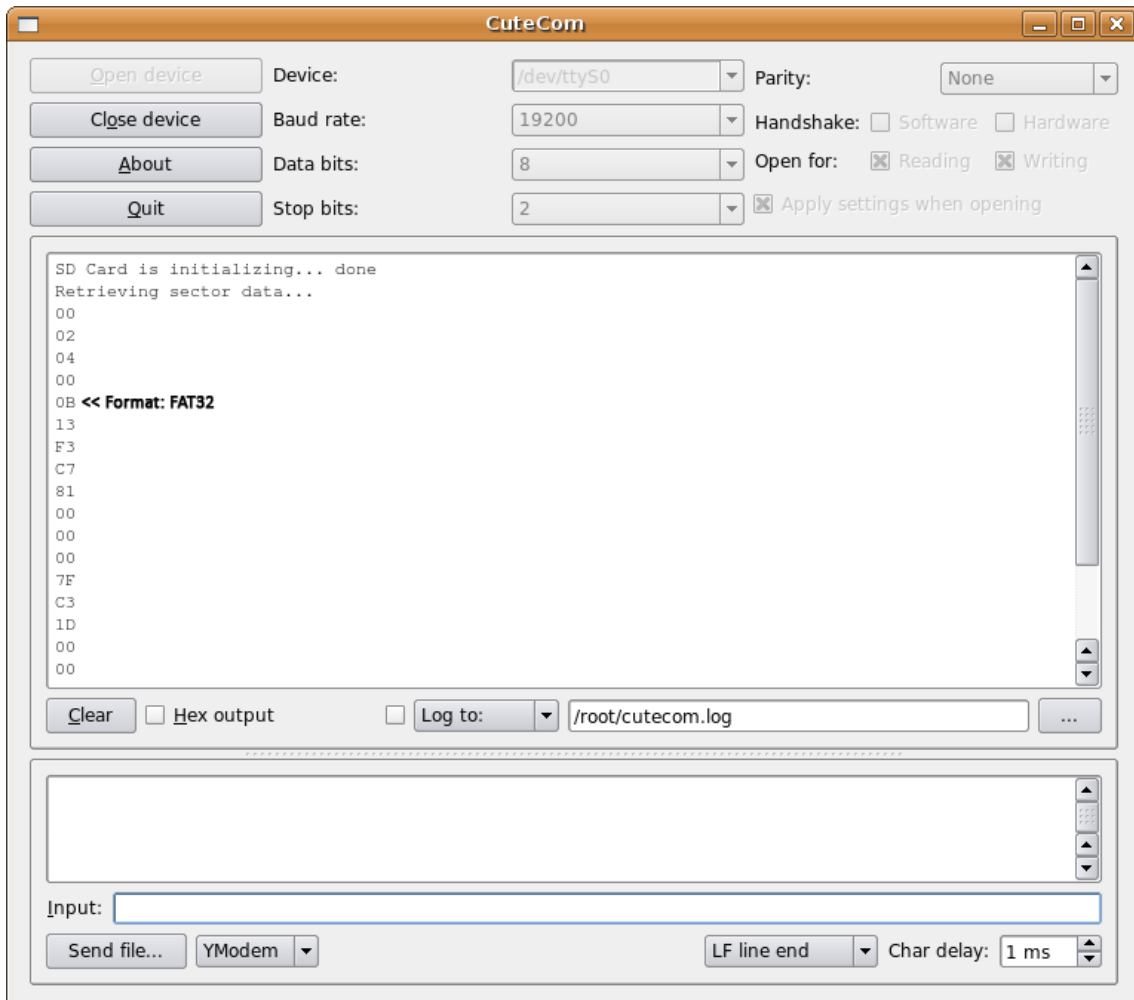 CuteCom
Open device Device: /dev/ttyS0 Parity: None
Close device Baud rate: 19200 Handshake: Software Hardware
About Data bits: 8 Open for: Reading Writing
Quit Stop bits: 2 Apply settings when opening
SD Card is initializing... done
Retrieving sector data...
00
02
04
00
0B << Format: FAT32
13
F3
C7
81
00
00
00
7F
C3
1D
00
00
Clear Hex output Log to: /root/cutecom.log ...
Input:
Send file... YModem LF line end Char delay: 1 ms